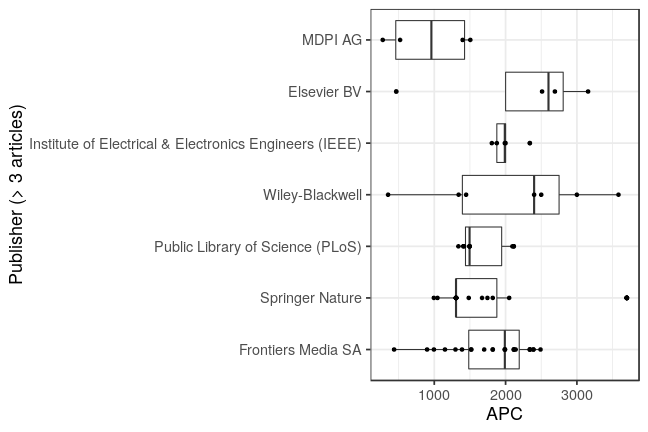 Publisher (> 3 articles)
MDPI AG
Elsevier BV
Institute of Electrical & Electronics Engineers (IEEE)
Wiley-Blackwell
Public Library of Science (PLoS)
Springer Nature
Frontiers Media SA
1000 2000 3000
APC